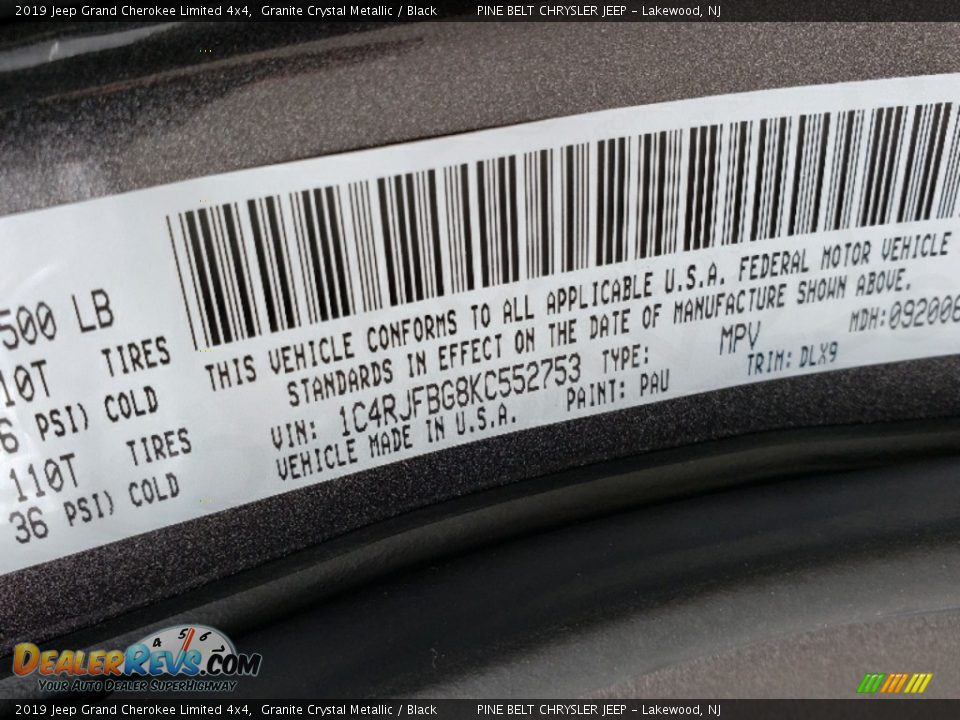 2019 Jeep Grand Cherokee Limited 4x4, Granite Crystal Metallic / Black PINE BELT CHRYSLER JEEP - Lakewood, NJ
500 LB
10T TIRES
6 PSI) COLD
110T TIRES
36 PSI) COLD
THIS VEHICLE CONFORMS TO ALL APPLICABLE U.S.A. FEDERAL MOTOR VEHICLE
STANDARDS IN EFFECT ON THE DATE OF MANUFACTURE SHOWN ABOVE.
VIN: 1C4RJFBG8KC552753 TYPE: MPV MDH:092006
VEHICLE MADE IN U.S.A. PAINT: PAU TRIM: DLX9
4 5 6
DEALERREVS.COM
YOUR AUTO DEALER SUPERHIGHWAY
2019 Jeep Grand Cherokee Limited 4x4, Granite Crystal Metallic / Black PINE BELT CHRYSLER JEEP - Lakewood, NJ